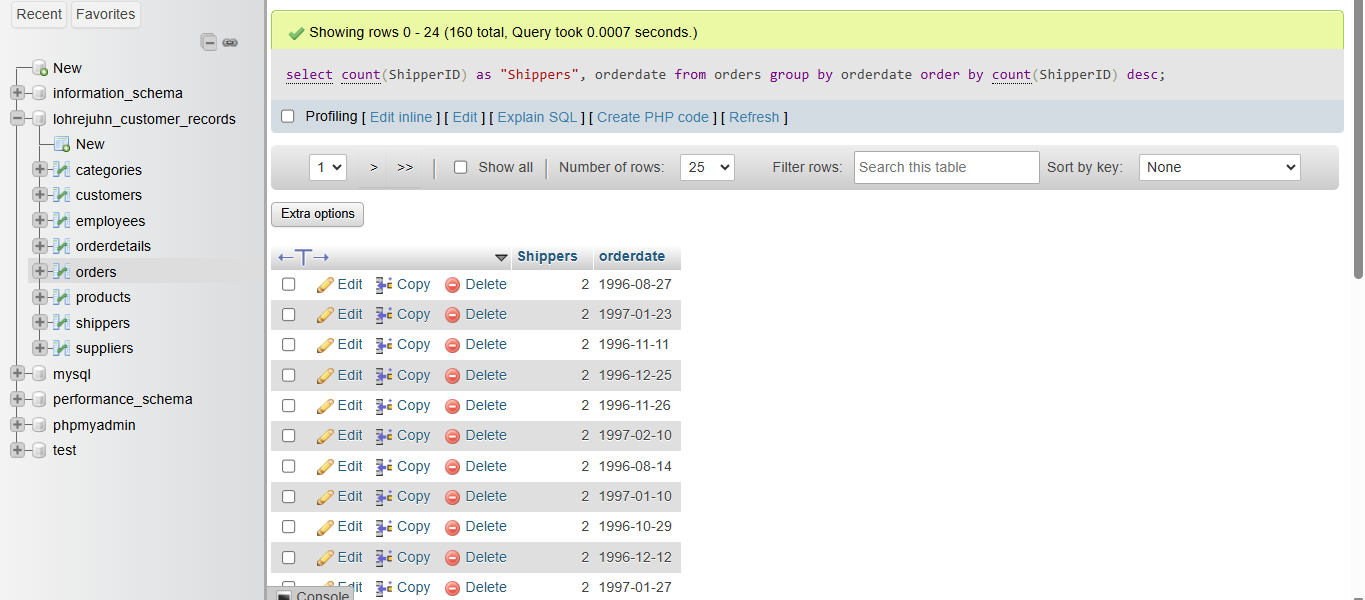 Recent Favorites
New
information_schema
lohrejuhn_customer_records
New
categories
customers
employees
orderdetails
orders
products
shippers
suppliers
mysql
performance_schema
phpmyadmin
test
Showing rows 0 - 24 (160 total, Query took 0.0007 seconds.)
select count(ShipperID) as "Shippers", orderdate from orders group by orderdate order by count(ShipperID) desc;
Profiling [ Edit inline ] [ Edit ] [ Explain SQL ] [ Create PHP code ] [ Refresh ]
1 > >> | Show all | Number of rows: 25 Filter rows: Search this table Sort by key: None
Extra options
←T→ Shippers orderdate
Edit Copy Delete 2 1996-08-27
Edit Copy Delete 2 1997-01-23
Edit Copy Delete 2 1996-11-11
Edit Copy Delete 2 1996-12-25
Edit Copy Delete 2 1996-11-26
Edit Copy Delete 2 1997-02-10
Edit Copy Delete 2 1996-08-14
Edit Copy Delete 2 1997-01-10
Edit Copy Delete 2 1996-10-29
Edit Copy Delete 2 1996-12-12
Edit Copy Delete 2 1997-01-27
Console